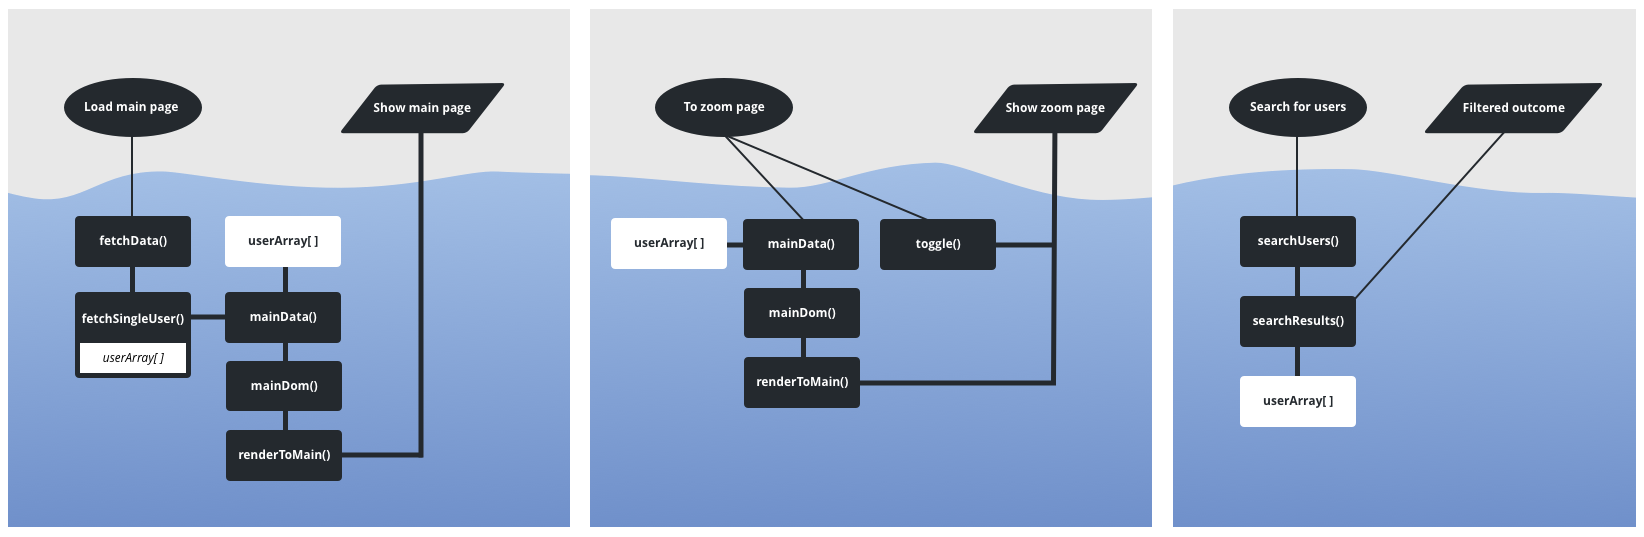 Load main page
Show main page
fetchData()
userArray[ ]
fetchSingleUser()
mainData()
userArray[ ]
mainDom()
renderToMain()
To zoom page
Show zoom page
userArray[ ]
mainData()
toggle()
mainDom()
renderToMain()
Search for users
Filtered outcome
searchUsers()
searchResults()
userArray[ ]